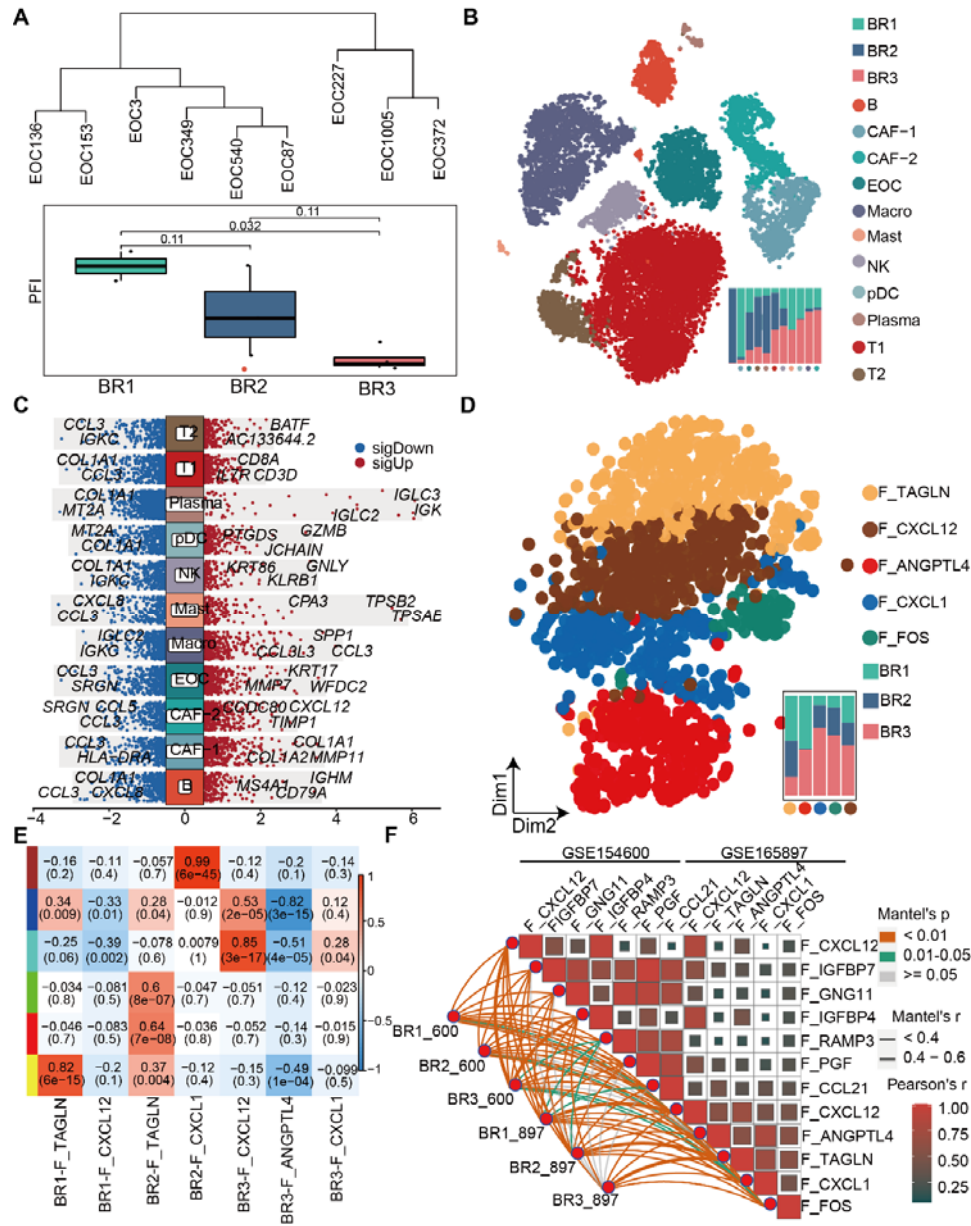 A
EOC136
EOC153
EOC3
EOC349
EOC540
EOC87
EOC227
EOC1005
EOC372
PFI
0.11
0.032
0.11
BR1
BR2
BR3
B
BR1
BR2
BR3
B
CAF-1
CAF-2
EOC
Macro
Mast
NK
pDC
Plasma
T1
T2
C
sigDown
sigUp
CCL3
IGKC
T2
BATF
AC133644.2
COL1A1
CCL3
T1
CD8A
IL7R CD3D
COL1A1
MT2A
Plasma
IGLC3
IGLC2
IGK
MT2A
COL1A1
pDC
PTGDS
GZMB
JCHAIN
COL1A1
IGKC
NK
KRT86
GNLY
KLRB1
CXCL8
CCL3
Mast
CPA3
TPSB2
TPSAE
IGLC2
IGKC
Macro
SPP1
CCL3L3
CCL3
CCL3
SRGN
EOC
KRT17
MMP7
WFDC2
SRGN
CCL3
CAF-2
CCDC80 CXCL12
TIMP1
CCL3
HLA-DRA
CAF-1
COL1A1
COL1A2 MMP11
COL1A1
CCL3 CXCL8
B
IGHM
MS4A1
CD79A
−4
−2
0
2
4
6
D
F_TAGLN
F_CXCL12
F_ANGPTL4
F_CXCL1
F_FOS
BR1
BR2
BR3
Dim1
Dim2
E
−0.16 −0.11 −0.057 0.99 −0.12 −0.2 −0.14
(0.2) (0.4) (0.7) (6e-45) (0.4) (0.1) (0.3)
0.34 −0.33 0.28 −0.012 0.53 −0.82 0.12
(0.009) (0.01) (0.04) (0.9) (2e-05) (3e-15) (0.4)
−0.25 −0.39 −0.078 0.0079 0.85 −0.51 0.28
(0.06) (0.002) (0.6) (1) (3e-17) (4e-05) (0.04)
−0.034 −0.081 0.6 −0.047 −0.051 −0.12 −0.023
(0.8) (0.5) (8e-07) (0.7) (0.7) (0.4) (0.9)
−0.046 −0.083 0.64 −0.036 −0.052 −0.14 −0.015
(0.7) (0.5) (7e-08) (0.8) (0.7) (0.3) (0.9)
0.82 −0.2 0.37 −0.12 −0.15 −0.49 −0.099
(6e-15) (0.1) (0.004) (0.4) (0.3) (1e-04) (0.5)
1
0.5
0
−0.5
−1
BR1-F_TAGLN
BR1-F_CXCL12
BR2-F_TAGLN
BR2-F_CXCL1
BR3-F_CXCL12
BR3-F_ANGPTL4
BR3-F_CXCL1
F
GSE154600
GSE165897
F_CXCL12
FIGFBP7
F_GNG11
F_IGFBP4
F_RAMP3
F_PGF
F_CCL21
F_CXCL12
F_TAGLN
F_ANGPTL4
F_CXCL1
F_FOS
F_CXCL12
F_IGFBP7
F_GNG11
F_IGFBP4
F_RAMP3
F_PGF
F_CCL21
F_CXCL12
F_ANGPTL4
F_TAGLN
F_CXCL1
F_FOS
BR1_600
BR2_600
BR3_600
BR1_897
BR2_897
BR3_897
Mantel's p
< 0.01
0.01-0.05
>= 0.05
Mantel's r
< 0.4
0.4 - 0.6
Pearson's r
1.00
0.75
0.50
0.25